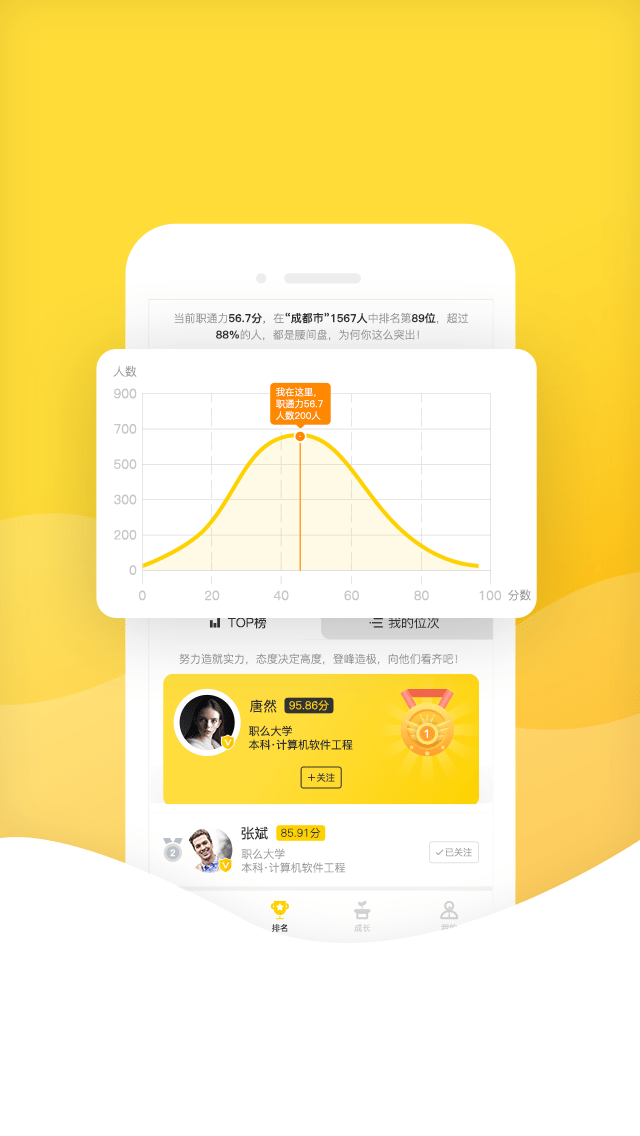 当前职通力56.7分，在“成都市”1567人中排名第89位，超过
88%的人，都是腰间盘，为何你这么突出！
人数
900
700
500
300
200
0
我在这里，
职通力56.7
人数200人
0 20 40 60 80 100 分数
TOP榜 我的位次
努力造就实力，态度决定高度，登峰造极，向他们看齐吧！
唐然 95.86分
职么大学
本科·计算机软件工程
1
＋关注
张斌 85.91分
2
职么大学
本科·计算机软件工程
已关注
排名 成长